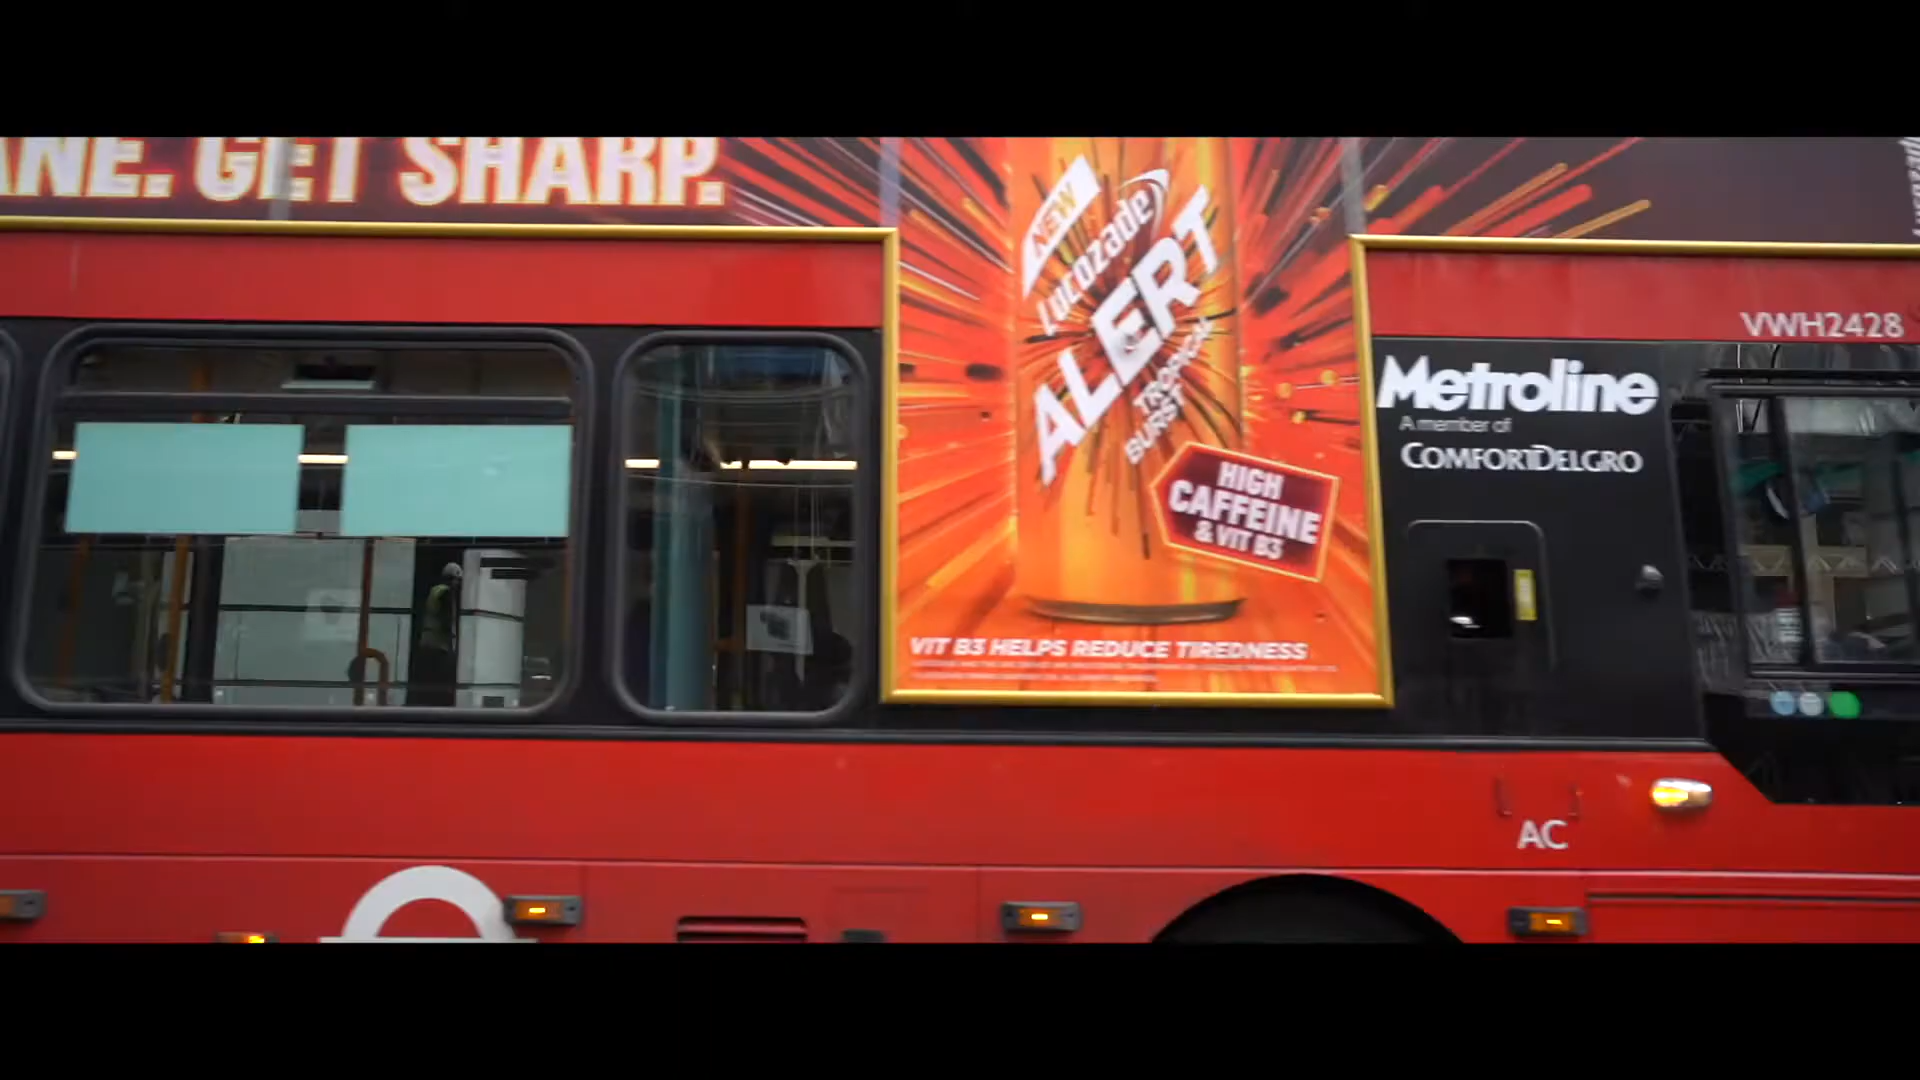 ANE. GET SHARP.
NEW
Lucozade
ALERT
TROPICAL
BURST
HIGH
CAFFEINE
& VIT B3
VIT B3 HELPS REDUCE TIREDNESS
VWH2428
Metroline
A member of
COMFORTDELGRO
AC